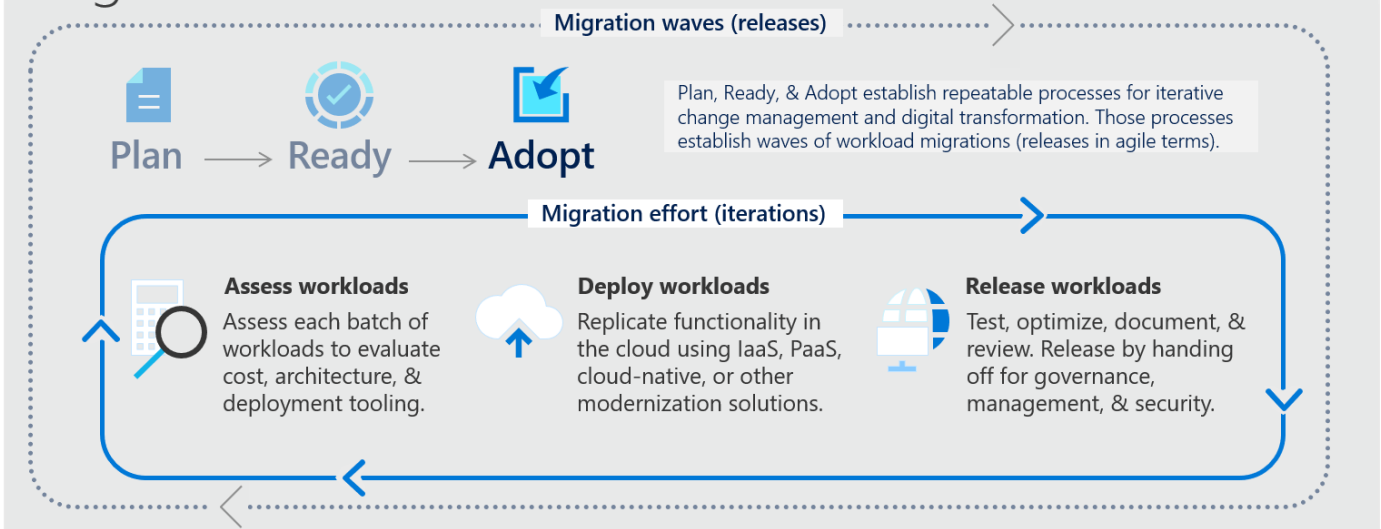 Migration waves (releases)
Plan, Ready, & Adopt establish repeatable processes for iterative
change management and digital transformation. Those processes
establish waves of workload migrations (releases in agile terms).
Plan
Ready
Adopt
Migration effort (iterations)
Assess workloads
Assess each batch of
workloads to evaluate
cost, architecture, &
deployment tooling.
Deploy workloads
Replicate functionality in
the cloud using IaaS, PaaS,
cloud-native, or other
modernization solutions.
Release workloads
Test, optimize, document, &
review. Release by handing
off for governance,
management, & security.